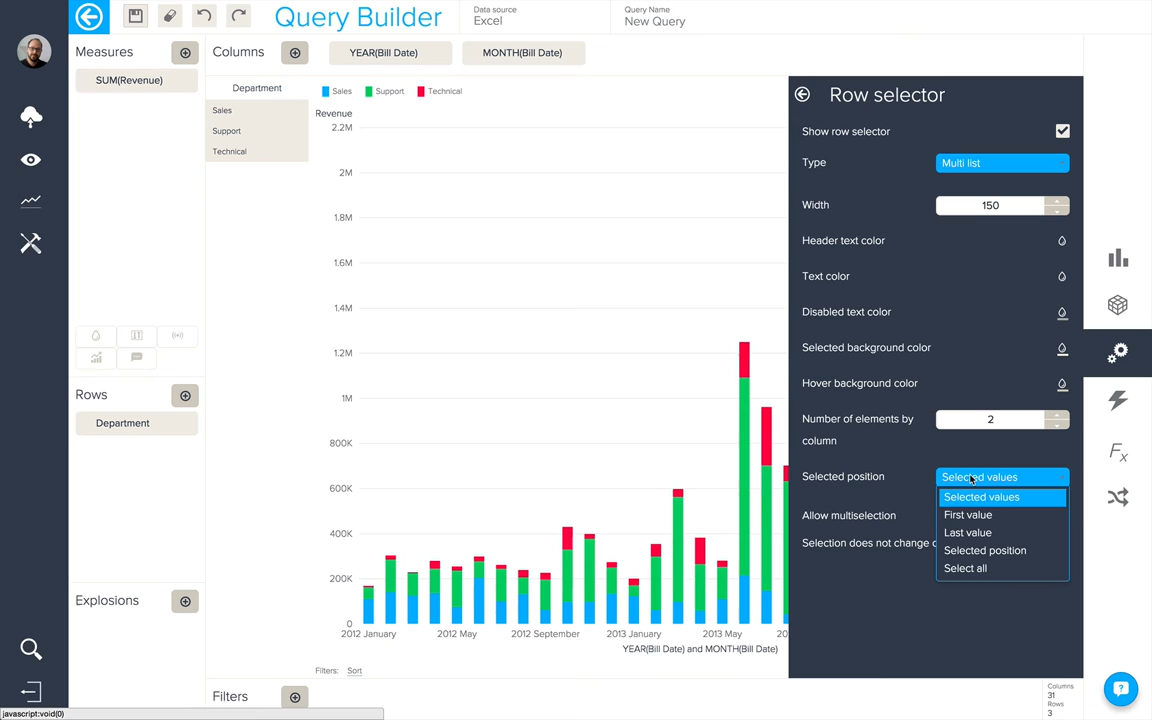 Query Builder
Data source
Excel
Query Name
New Query
Measures
SUM(Revenue)
Columns
YEAR(Bill Date)
MONTH(Bill Date)
Department
Sales
Support
Technical
Sales
Support
Technical
Revenue
2.2M
2M
1.8M
1.6M
1.4M
1.2M
1M
800K
600K
400K
200K
0
2012 January
2012 May
2012 September
2013 January
2013 May
20
YEAR(Bill Date) and MONTH(Bill Date)
Rows
Department
Explosions
Filters: Sort
Filters
Row selector
Show row selector
Type
Multi list
Width
150
Header text color
Text color
Disabled text color
Selected background color
Hover background color
Number of elements by
column
2
Selected position
Selected values
Selected values
First value
Last value
Selected position
Select all
Allow multiselection
Selection does not change
Fx
Columns
31
Rows
3
javascript:void(0)